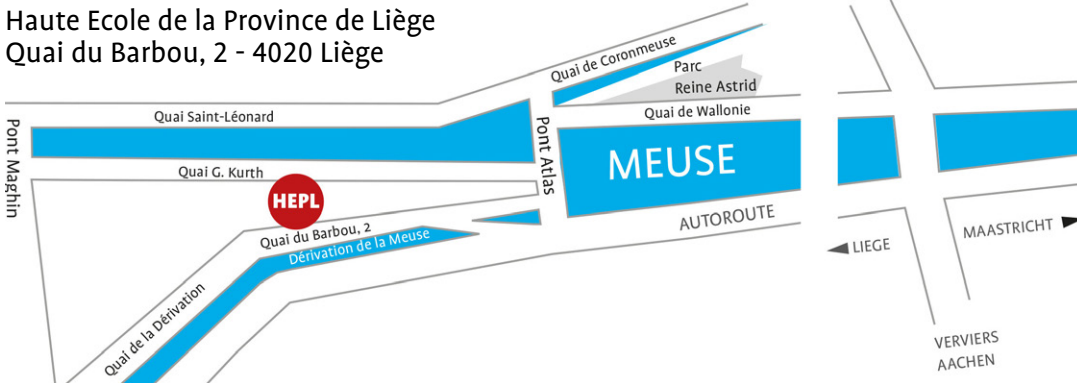 Haute Ecole de la Province de Liège
Quai du Barbou, 2 - 4020 Liège
Quai de Coronmeuse
Parc
Reine Astrid
Quai Saint-Léonard
Quai de Wallonie
Pont Maghin
Pont Atlas
MEUSE
Quai G. Kurth
HEPL
Quai du Barbou, 2
Dérivation de la Meuse
AUTOROUTE
LIEGE
MAASTRICHT
Quai de la Dérivation
VERVIERS
AACHEN